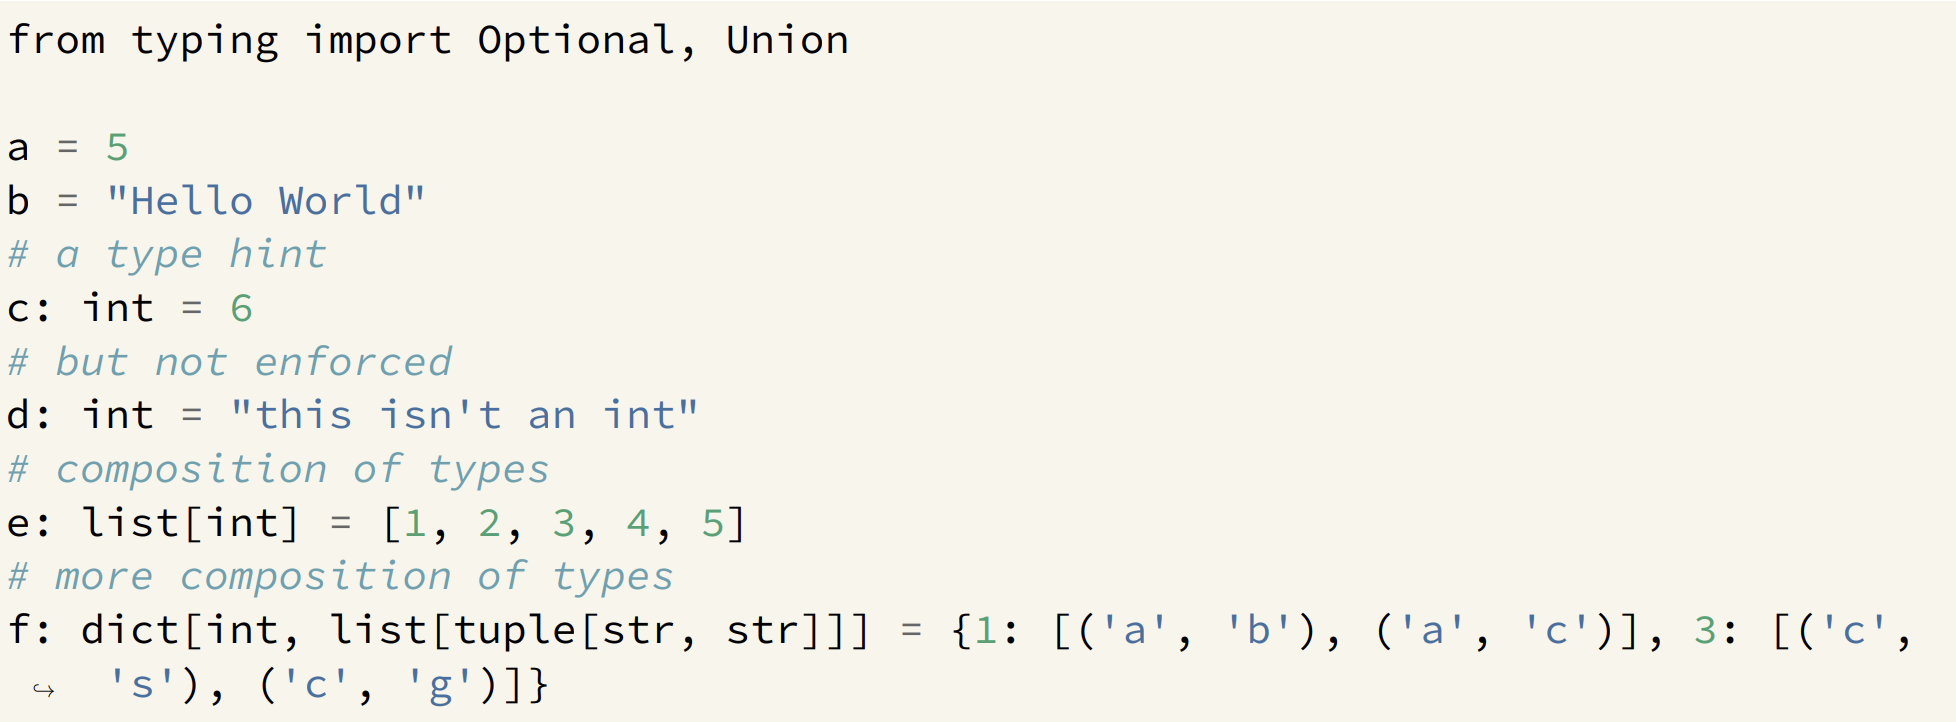 from typing import Optional, Union
a = 5
b = "Hello World"
# a type hint
c: int = 6
# but not enforced
d: int = "this isn't an int"
# composition of types
e: list[int] = [1, 2, 3, 4, 5]
# more composition of types
f: dict[int, list[tuple[str, str]]] = {1: [('a', 'b'), ('a', 'c')], 3: [('c',
↪ 's'), ('c', 'g')]}